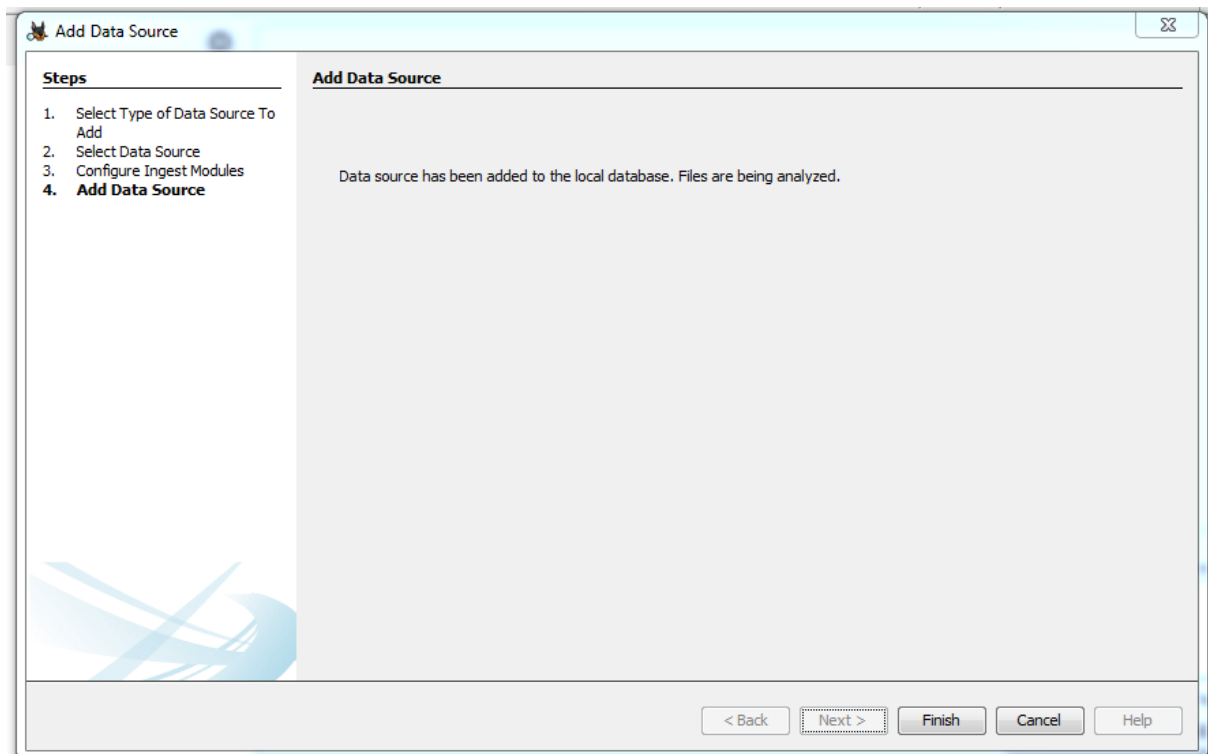 Add Data Source
Steps
1. Select Type of Data Source To
Add
2. Select Data Source
3. Configure Ingest Modules
4. Add Data Source
Add Data Source
Data source has been added to the local database. Files are being analyzed.
< Back Next > Finish Cancel Help